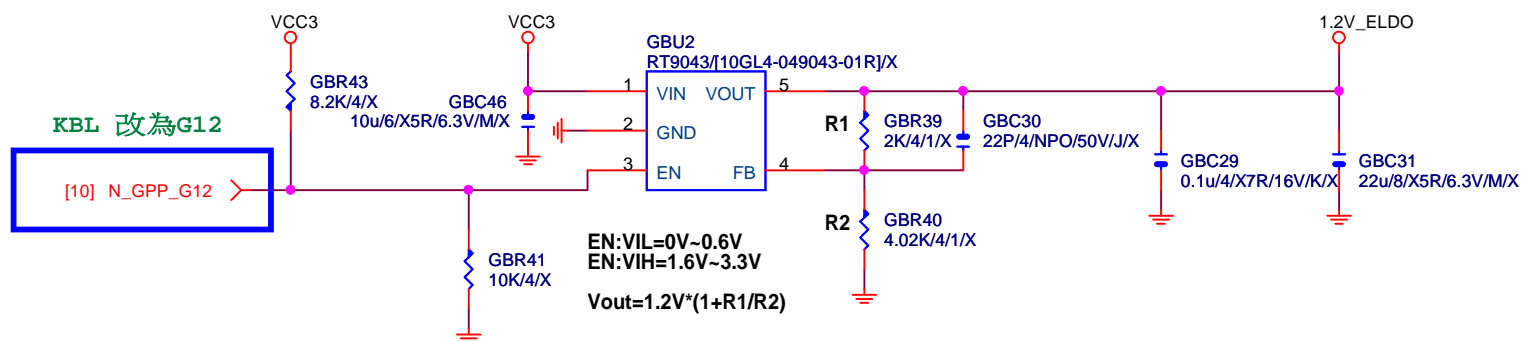 VCC3
VCC3
1.2V_ELDO
GBU2
RT9043/[10GL4-049043-01R]/X
GBR43
8.2K/4/X
GBC46
10u/6/X5R/6.3V/M/X
1
VIN
VOUT
5
2
GND
3
EN
FB
4
KBL 改為G12
[10] N_GPP_G12
R1
GBR39
2K/4/1/X
GBC30
22P/4/NPO/50V/J/X
GBC29
0.1u/4/X7R/16V/K/X
GBC31
22u/8/X5R/6.3V/M/X
R2
GBR40
4.02K/4/1/X
GBR41
10K/4/X
EN:VIL=0V~0.6V
EN:VIH=1.6V~3.3V
Vout=1.2V*(1+R1/R2)